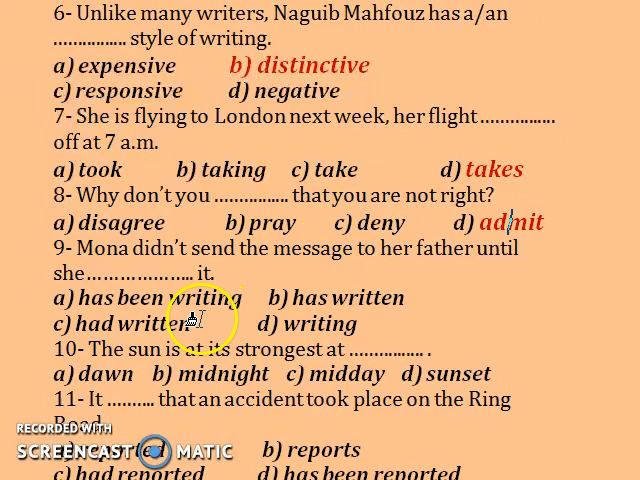 6- Unlike many writers, Naguib Mahfouz has a/an
................ style of writing.
a) expensive b) distinctive
c) responsive d) negative
7- She is flying to London next week, her flight ................
off at 7 a.m.
a) took b) taking c) take d) takes
8- Why don't you ................ that you are not right?
a) disagree b) pray c) deny d) admit
9- Mona didn't send the message to her father until
she ..................... it.
a) has been writing b) has written
c) had written d) writing
10- The sun is at its strongest at ................ .
a) dawn b) midnight c) midday d) sunset
11- It .......... that an accident took place on the Ring
Road.
RECORDED WITH
SCREENCAST MATIC
b) reports
c) had reported d) has been reported